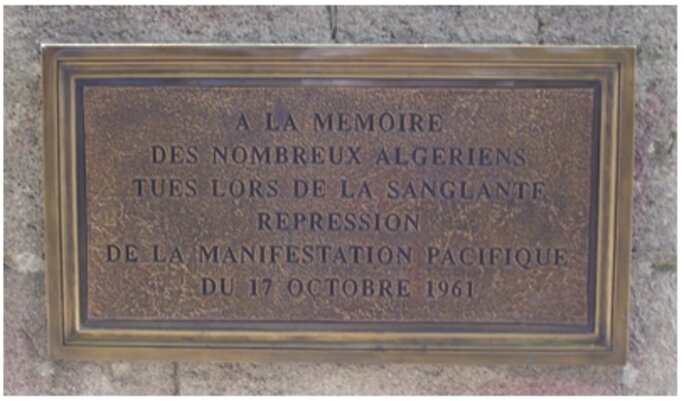 A LA MEMOIRE
DES NOMBREUX ALGERIENS
TUES LORS DE LA SANGLANTE
REPRESSION
DE LA MANIFESTATION PACIFIQUE
DU 17 OCTOBRE 1961